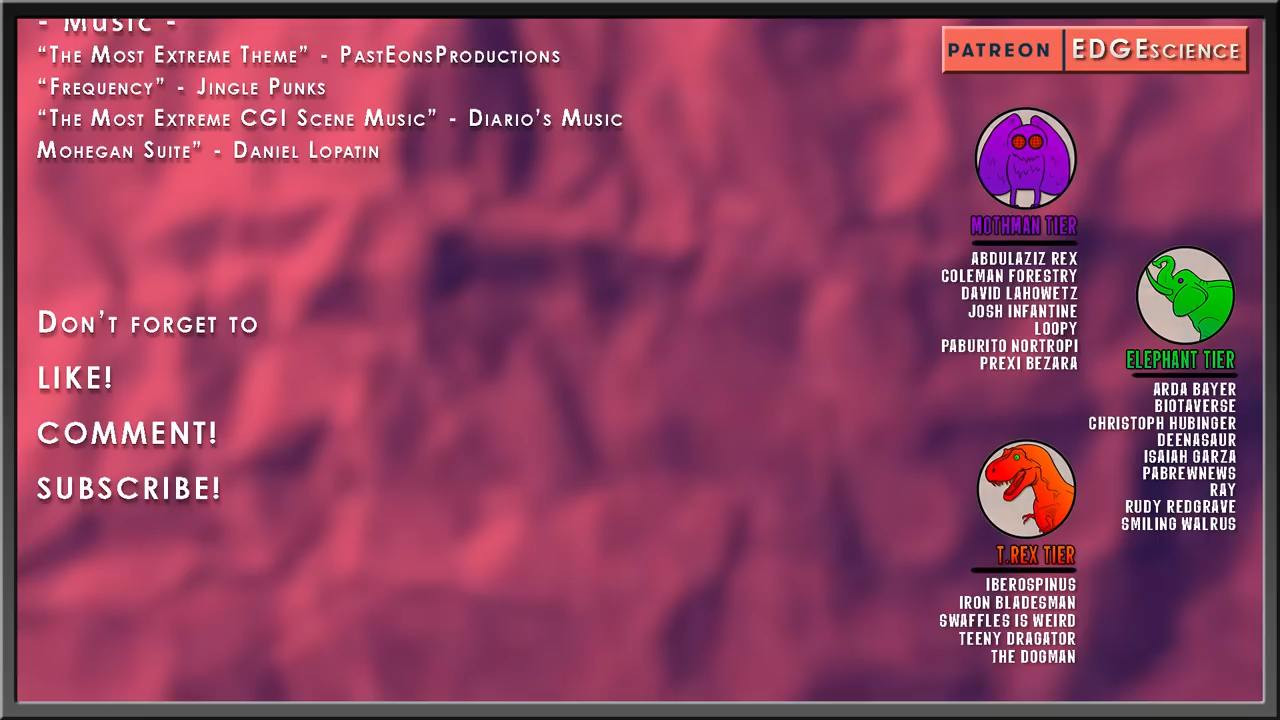 - Music -
“The Most Extreme Theme” - PastEonsProductions
“Frequency” - Jingle Punks
“The Most Extreme CGI Scene Music” - Diario’s Music
Mohegan Suite” - Daniel Lopatin
Don’t forget to
LIKE!
COMMENT!
SUBSCRIBE!
PATREON EDGEscience
MOTHMAN TIER
ABDULAZIZ REX
COLEMAN FORESTRY
DAVID LAHOWETZ
JOSH INFANTINE
LOOPY
PABURITO NORTROPI
PREXI BEZARA
ELEPHANT TIER
ARDA BAYER
BIOTAVERSE
CHRISTOPH HUBINGER
DEENASAUR
ISAIAH GARZA
PABREWNEWS
RAY
RUDY REDGRAVE
SMILING WALRUS
T.REX TIER
IBEROSPINUS
IRON BLADESMAN
SWAFFLES IS WEIRD
TEENY DRAGATOR
THE DOGMAN